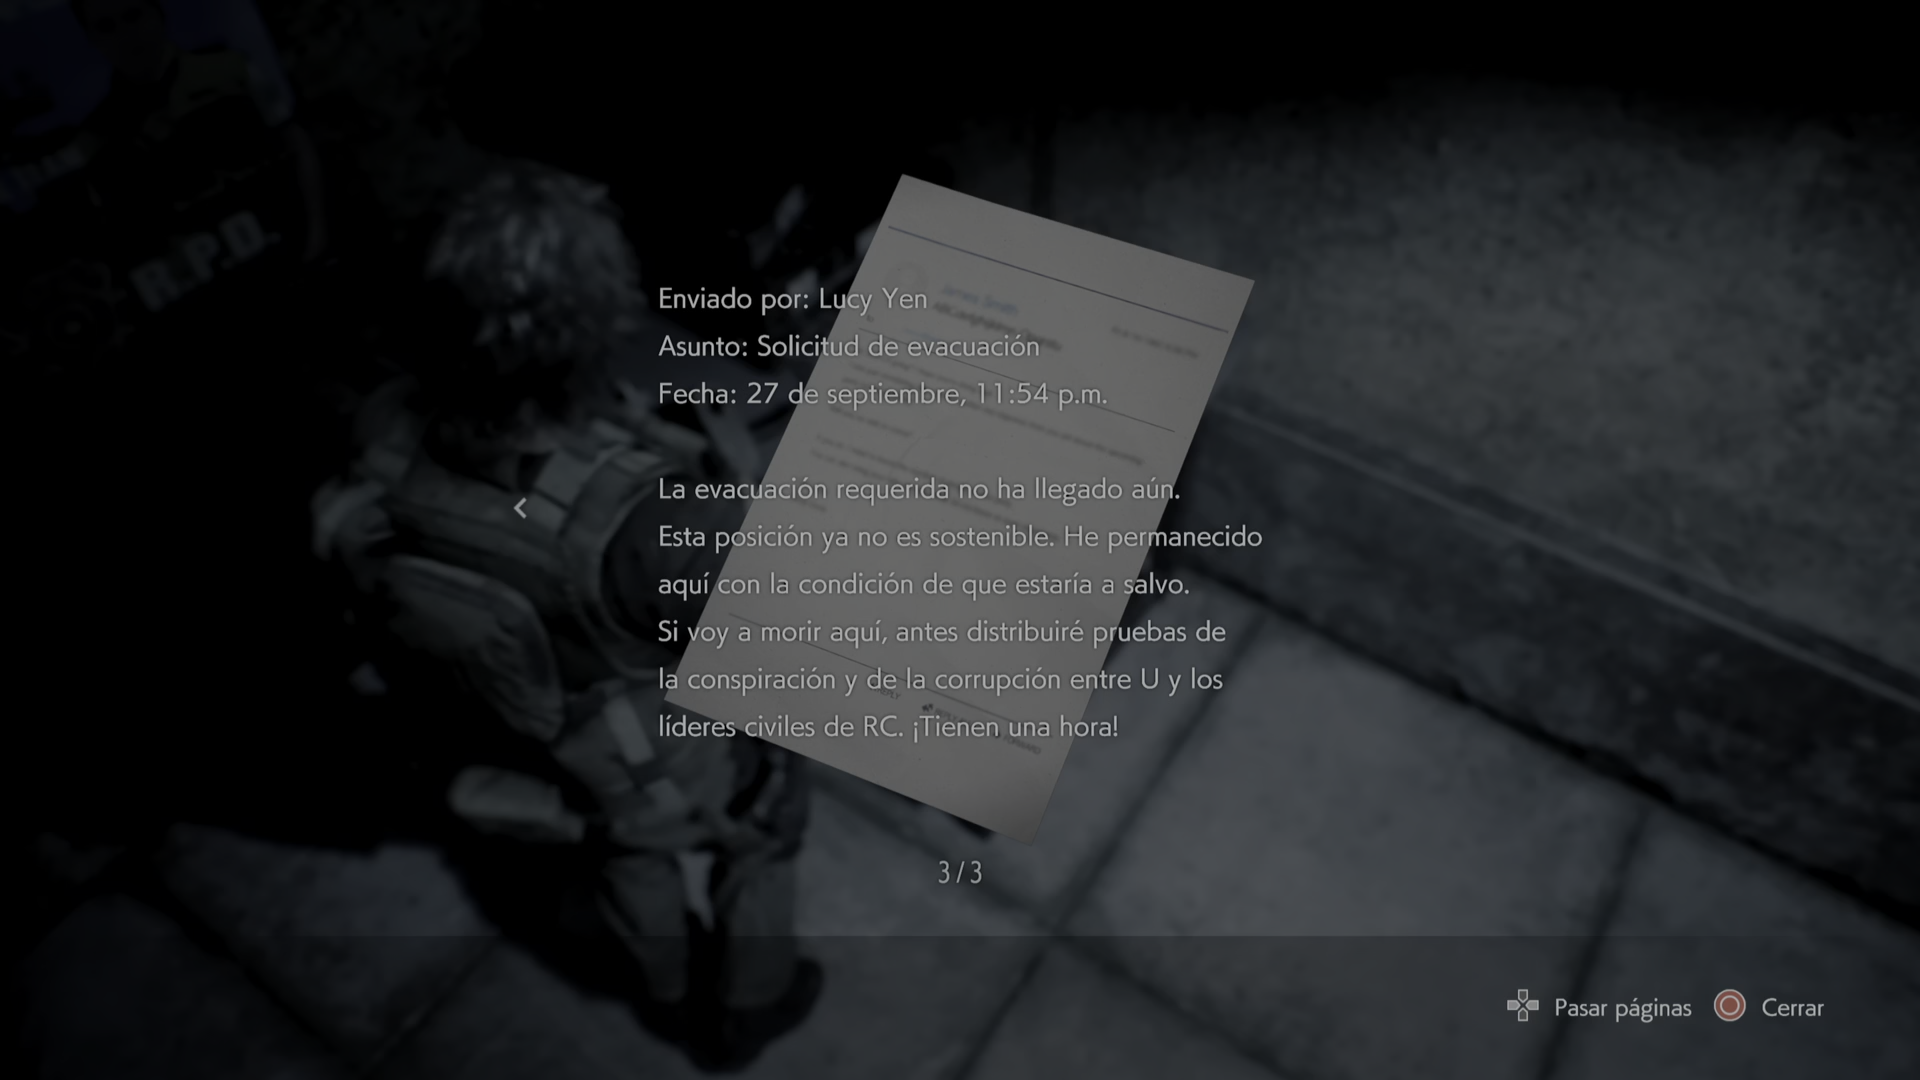 R.P.D.
Enviado por: Lucy Yen
Asunto: Solicitud de evacuación
Fecha: 27 de septiembre, 11:54 p.m.
La evacuación requerida no ha llegado aún.
Esta posición ya no es sostenible. He permanecido
aquí con la condición de que estaría a salvo.
Si voy a morir aquí, antes distribuiré pruebas de
la conspiración y de la corrupción entre U y los
líderes civiles de RC. ¡Tienen una hora!
3/3
Pasar páginas
Cerrar